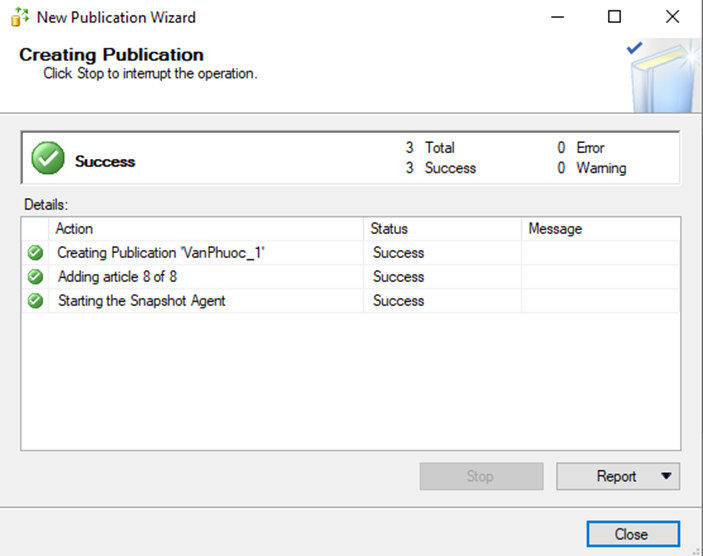 New Publication Wizard
Creating Publication
Click Stop to interrupt the operation.
Success
3 Total 0 Error
3 Success 0 Warning
Details:
Action Status Message
Creating Publication 'VanPhuoc_1' Success
Adding article 8 of 8 Success
Starting the Snapshot Agent Success
Stop Report
Close